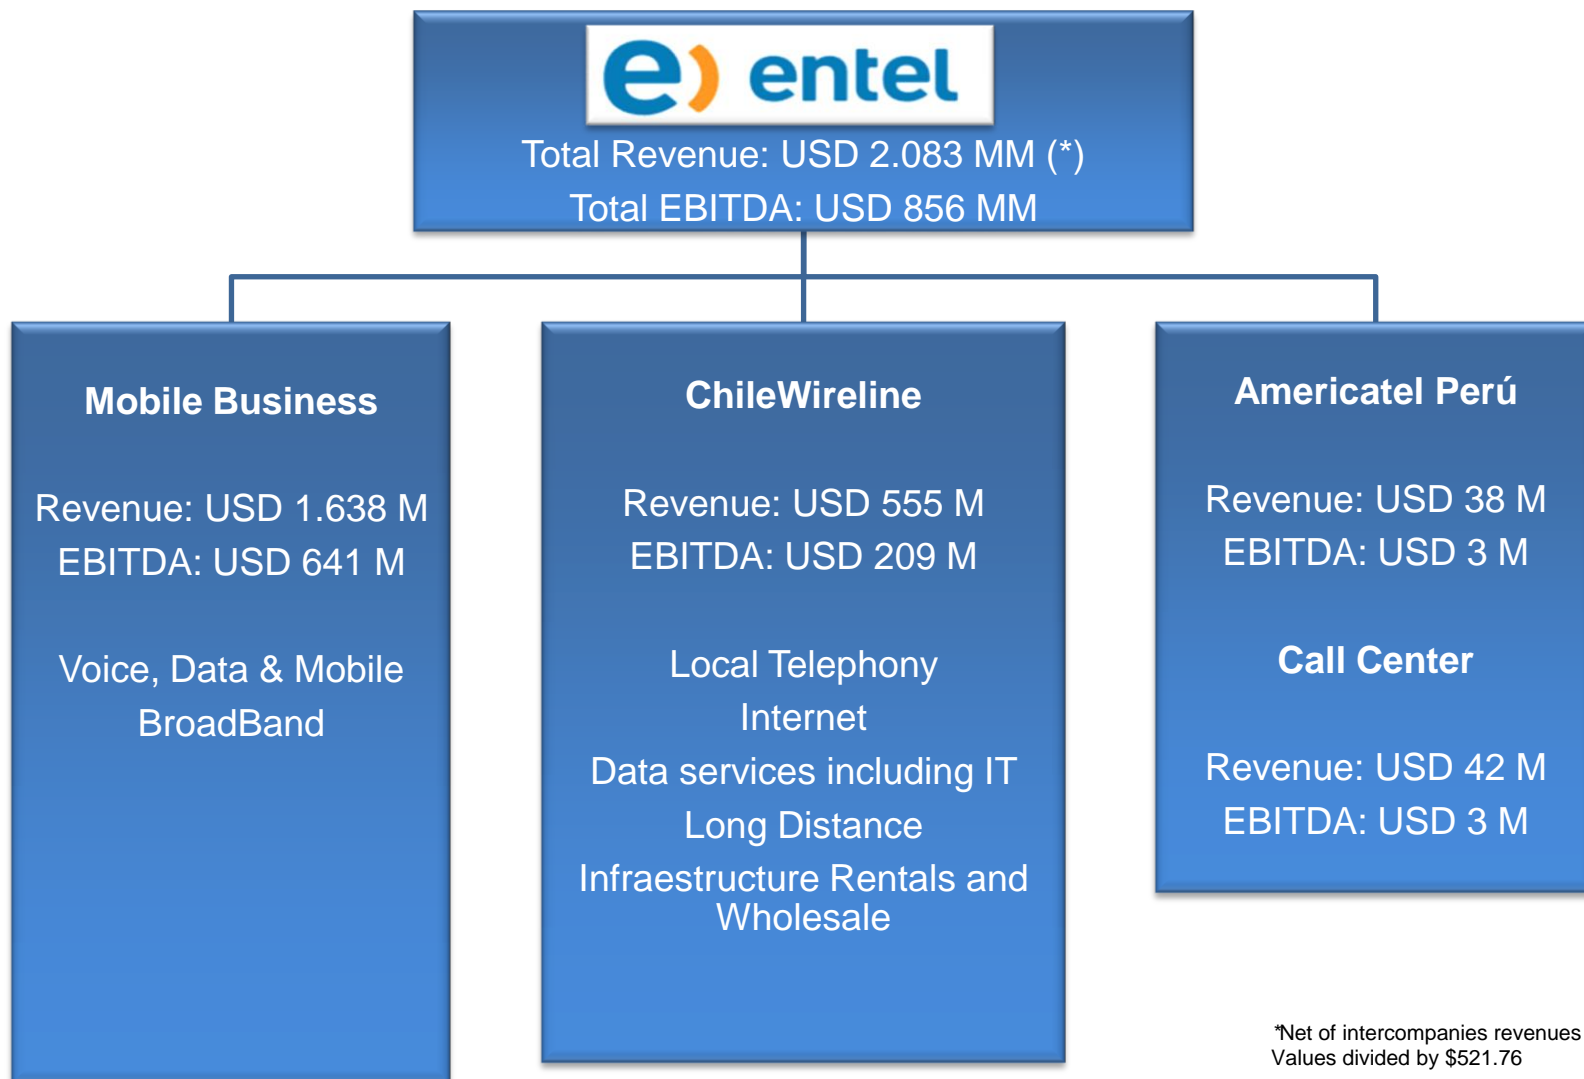 e) entel
Total Revenue: USD 2.083 MM (*)
Total EBITDA: USD 856 MM
Mobile Business
Revenue: USD 1.638 M
EBITDA: USD 641 M
Voice, Data & Mobile
BroadBand
ChileWireline
Revenue: USD 555 M
EBITDA: USD 209 M
Local Telephony
Internet
Data services including IT
Long Distance
Infraestructure Rentals and
Wholesale
Americatel Perú
Revenue: USD 38 M
EBITDA: USD 3 M
Call Center
Revenue: USD 42 M
EBITDA: USD 3 M
*Net of intercompanies revenues
Values divided by $521.76